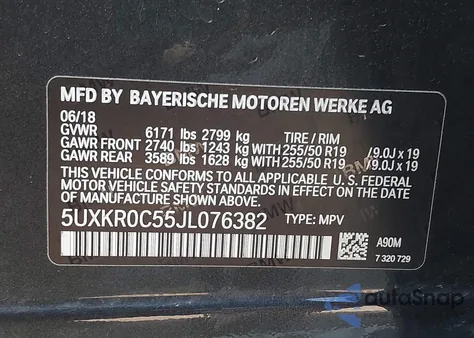 MFD BY BAYERISCHE MOTOREN WERKE AG
06/18
GVWR 6171 lbs 2799 kg TIRE / RIM
GAWR FRONT 2740 lbs 1243 kg WITH 255/50 R19 /9.0J x 19
GAWR REAR 3589 lbs 1628 kg WITH 255/50 R19 /9.0J x 19
THIS VEHICLE CONFORMS TO ALL APPLICABLE U. S. FEDERAL
MOTOR VEHICLE SAFETY STANDARDS IN EFFECT ON THE
DATE OF MANUFACTURE SHOWN ABOVE.
5UXKR0C55JL076382 TYPE: MPV
A90M
7 320 729
autoSnap